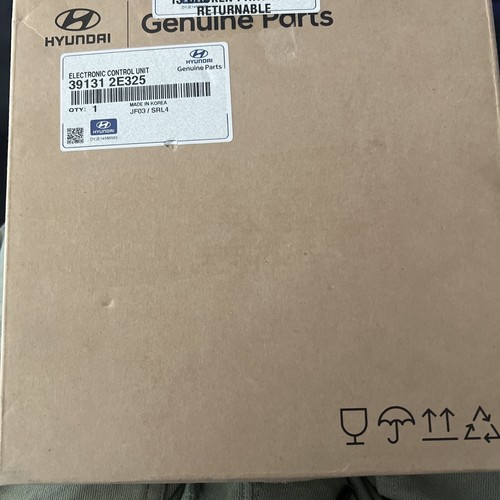 RETURNABLE
HYUNDAI
Genuine Parts
ELECTRONIC CONTROL UNIT
39131 2E325
HYUNDAI
Genuine Parts
MADE IN KOREA
QTY: 1
JF03 / SRL4
HYUNDAI